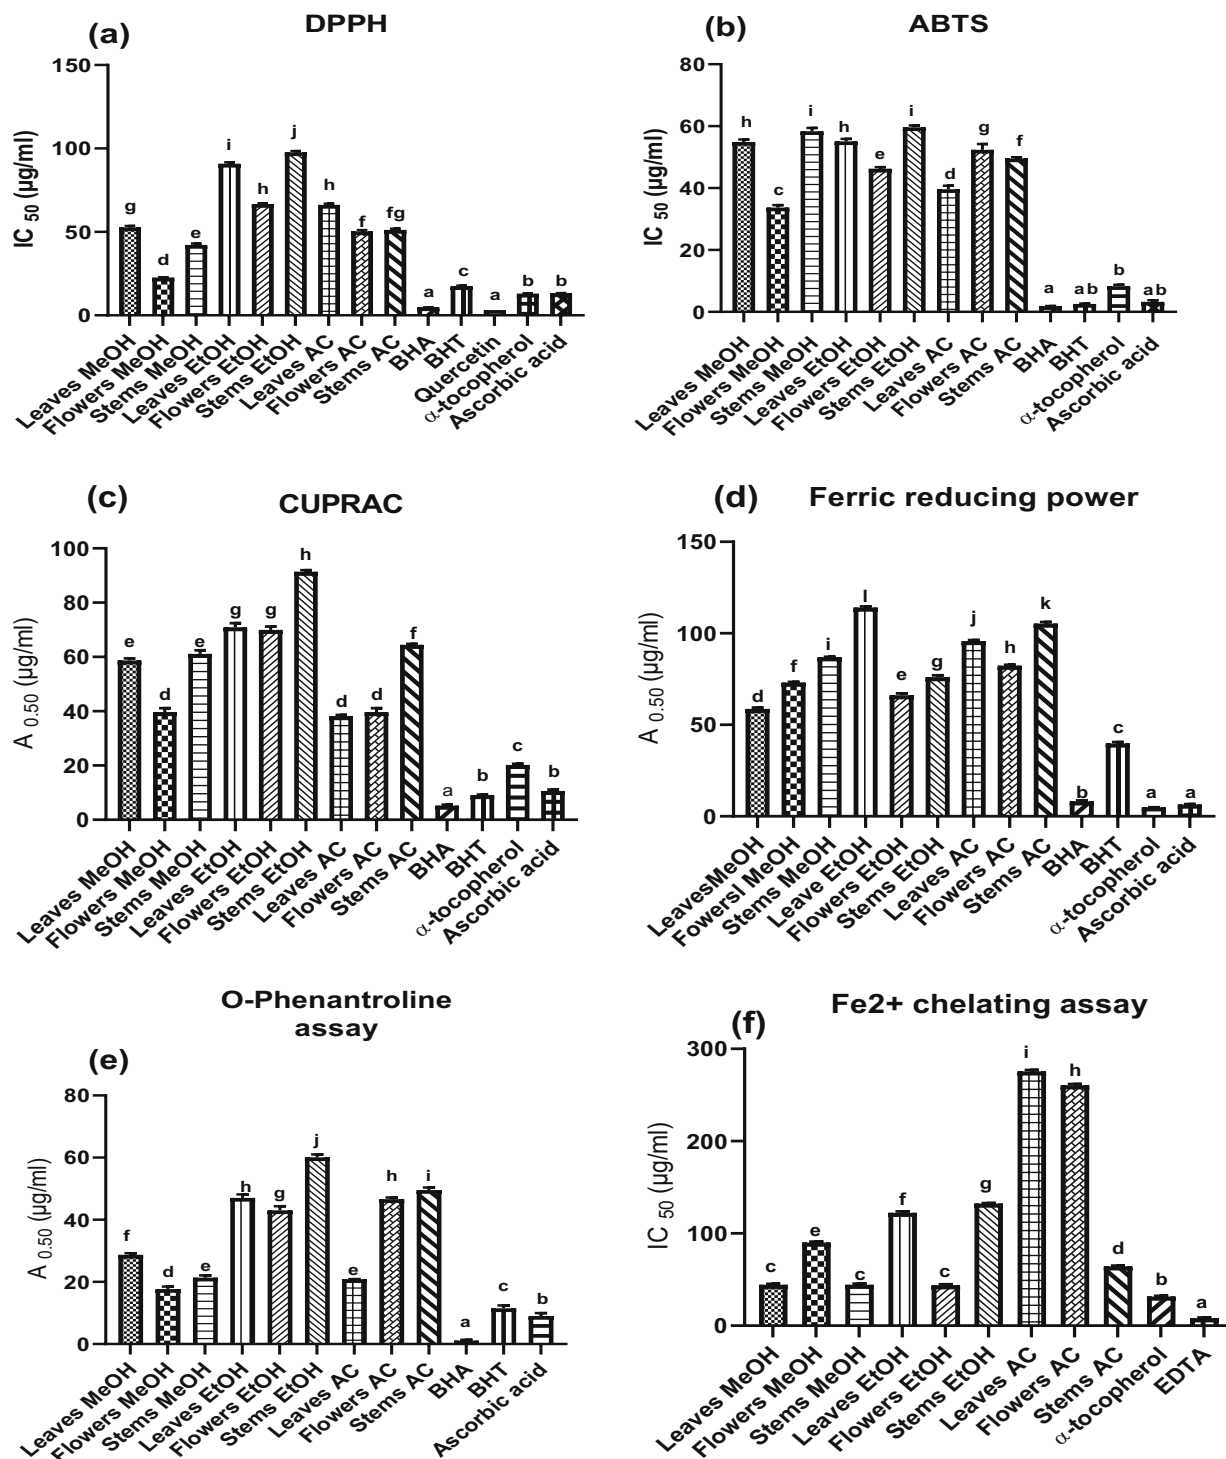 (a)
DPPH
IC 50 (µg/ml)
150
100
50
0
g
d
e
i
h
j
h
f
fg
a
c
a
b
b
Leaves MeOH
Flowers MeOH
Stems MeOH
Leaves EtOH
Flowers EtOH
Stems EtOH
Leaves AC
Flowers AC
Stems AC
BHA
BHT
Quercetin
α-tocopherol
Ascorbic acid
(b)
ABTS
IC 50 (µg/ml)
80
60
40
20
0
h
c
i
h
e
i
d
g
f
a
ab
b
ab
Leaves MeOH
Flowers MeOH
Stems MeOH
Leaves EtOH
Flowers EtOH
Stems EtOH
Leaves AC
Flowers AC
Stems AC
BHA
BHT
α-tocopherol
Ascorbic acid
(c)
CUPRAC
A 0.50 (µg/ml)
100
80
60
40
20
0
e
d
e
g
g
h
d
d
f
a
b
c
b
Leaves MeOH
Flowers MeOH
Stems MeOH
Leaves EtOH
Flowers EtOH
Stems EtOH
Leaves AC
Flowers AC
Stems AC
BHA
BHT
α-tocopherol
Ascorbic acid
(d)
Ferric reducing power
A 0.50 (µg/ml)
150
100
50
0
d
f
i
l
e
g
j
h
k
b
c
a
a
LeavesMeOH
Fowersl MeOH
Stems MeOH
Leave EtOH
Flowers EtOH
Stems EtOH
Leaves AC
Flowers AC
Stems AC
BHA
BHT
α-tocopherol
Ascorbic acid
(e)
O-Phenantroline
assay
A 0.50 (µg/ml)
80
60
40
20
0
f
d
e
h
g
j
e
h
i
a
c
b
Leaves MeOH
Flowers MeOH
Stems MeOH
Leaves EtOH
Flowers EtOH
Stems EtOH
Leaves AC
Flowers AC
Stems AC
BHA
BHT
Ascorbic acid
(f)
Fe2+ chelating assay
IC 50 (µg/ml)
300
200
100
0
c
e
c
f
c
g
i
h
d
b
a
Leaves MeOH
Flowers MeOH
Stems MeOH
Leaves EtOH
Flowers EtOH
Stems EtOH
Leaves AC
Flowers AC
Stems AC
α-tocopherol
EDTA